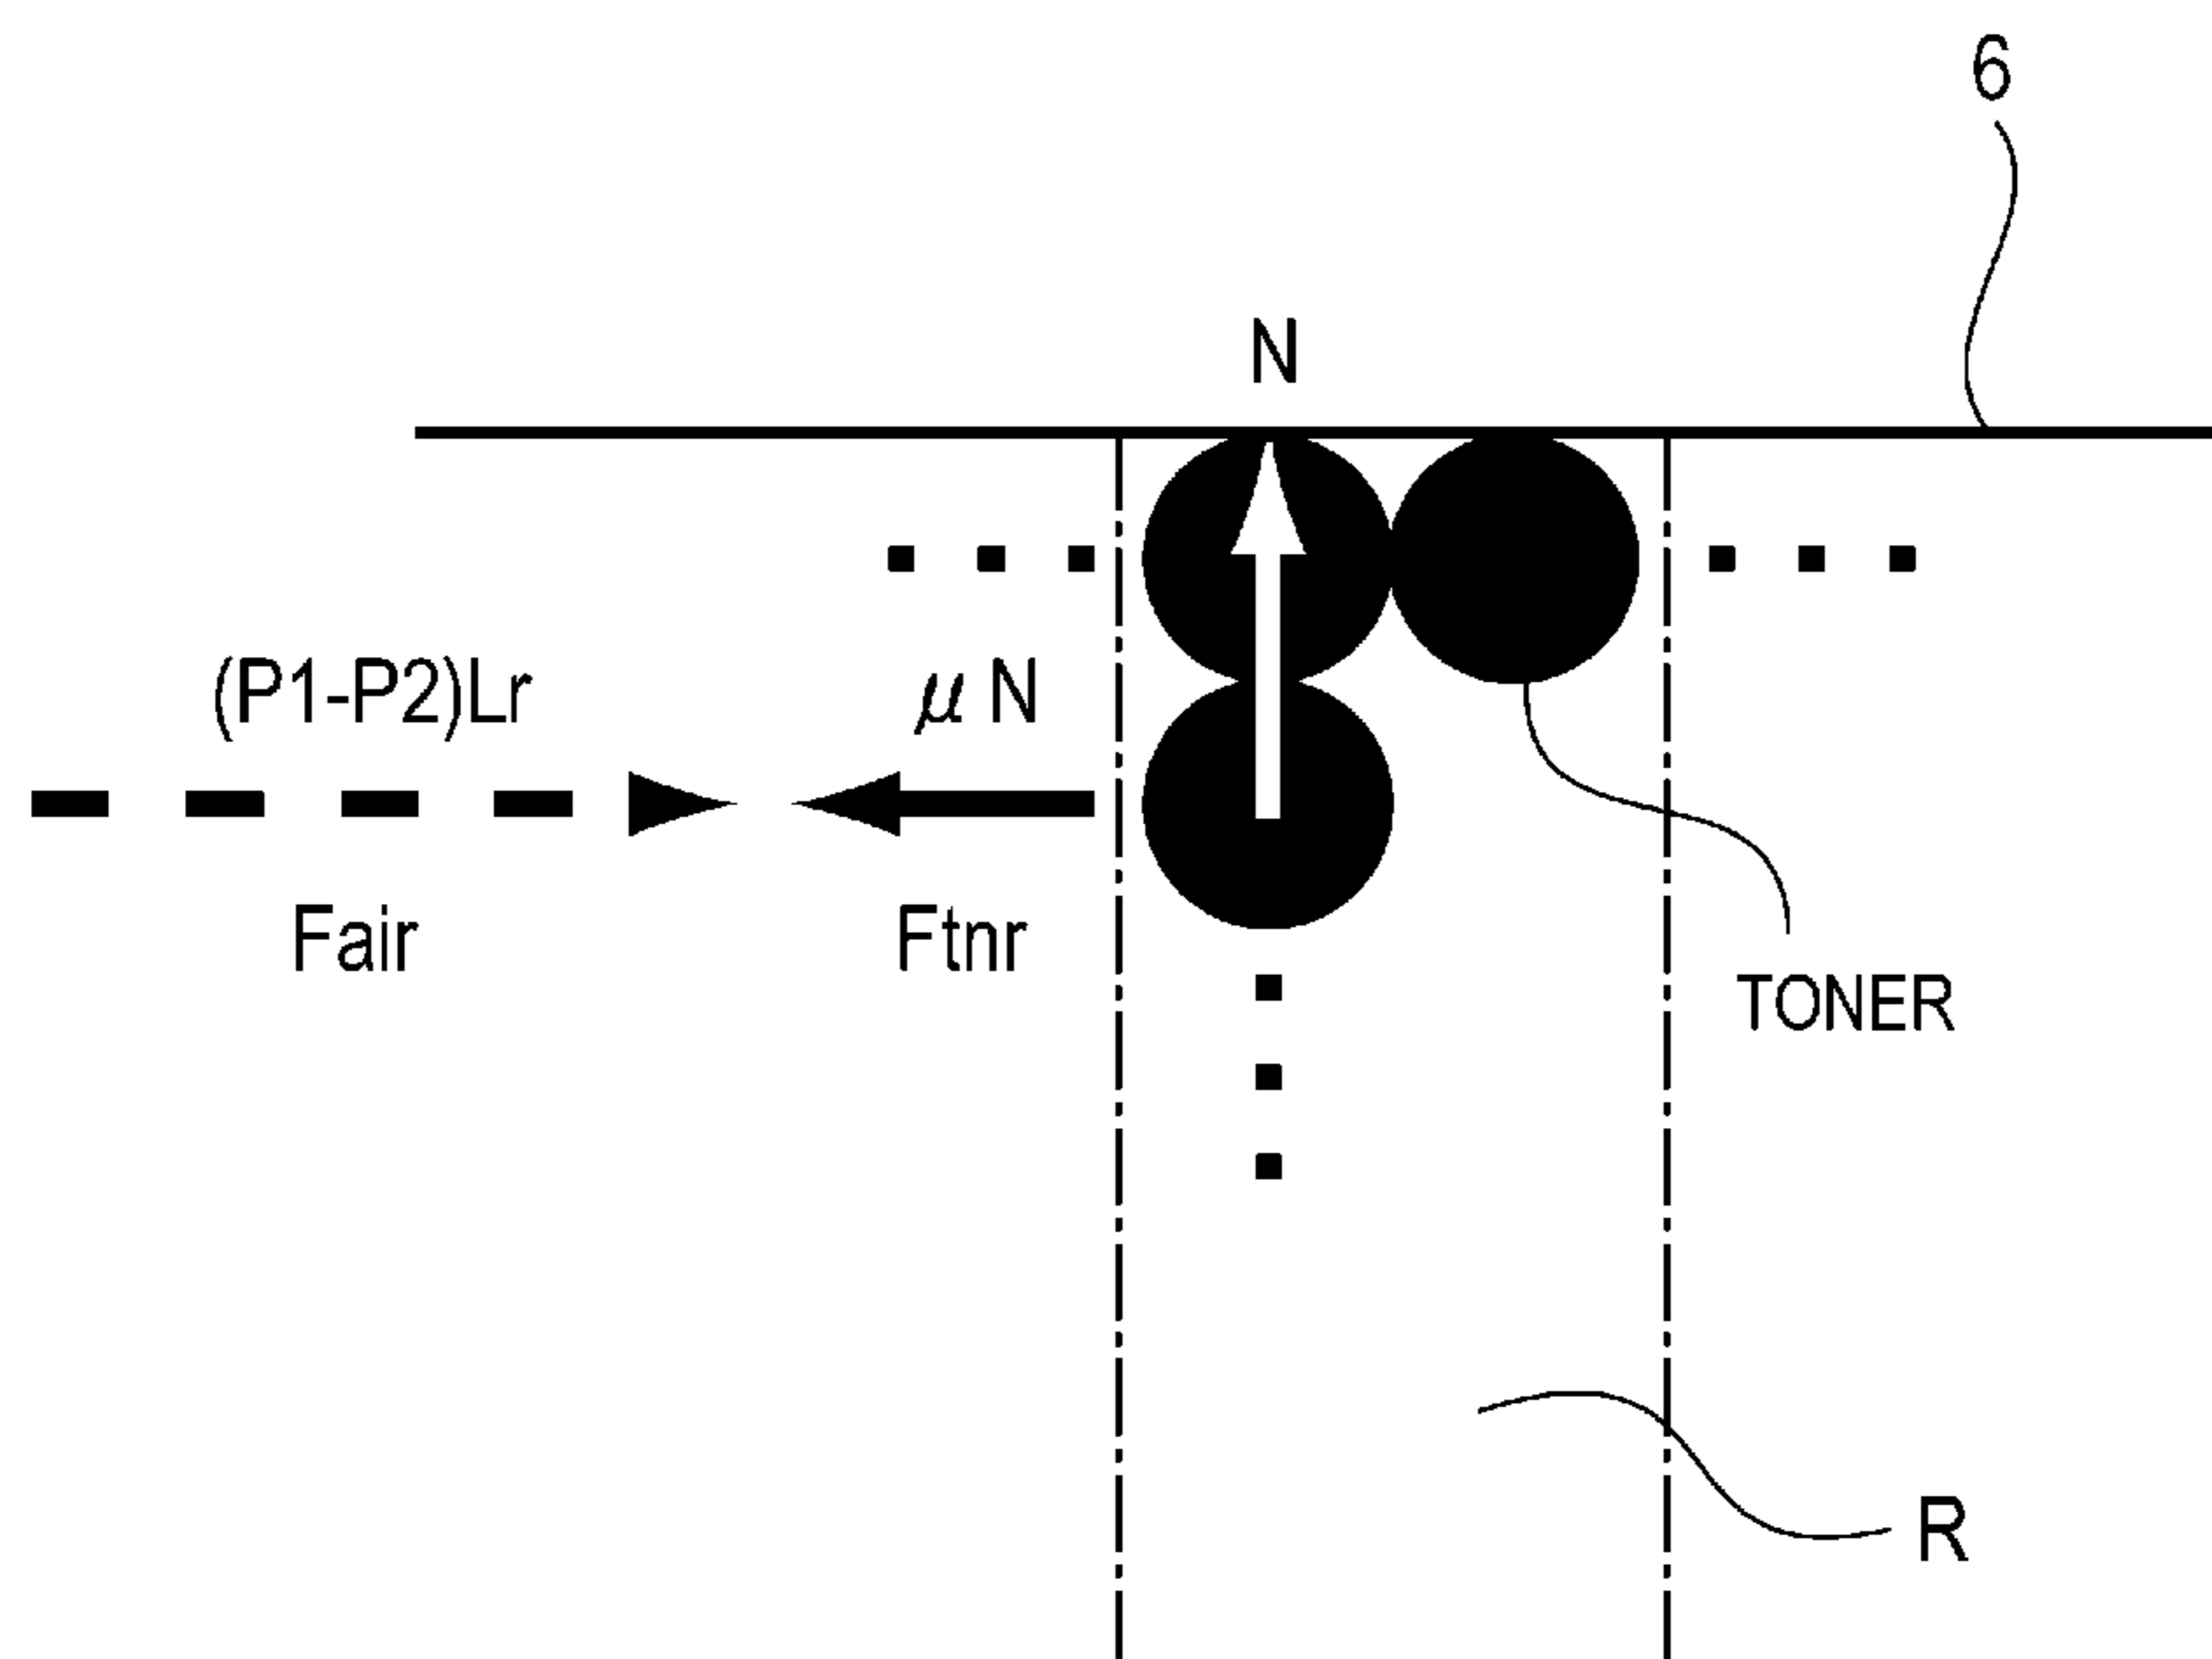 6
N
(P1-P2)Lr
μN
Fair
Ftnr
TONER
R